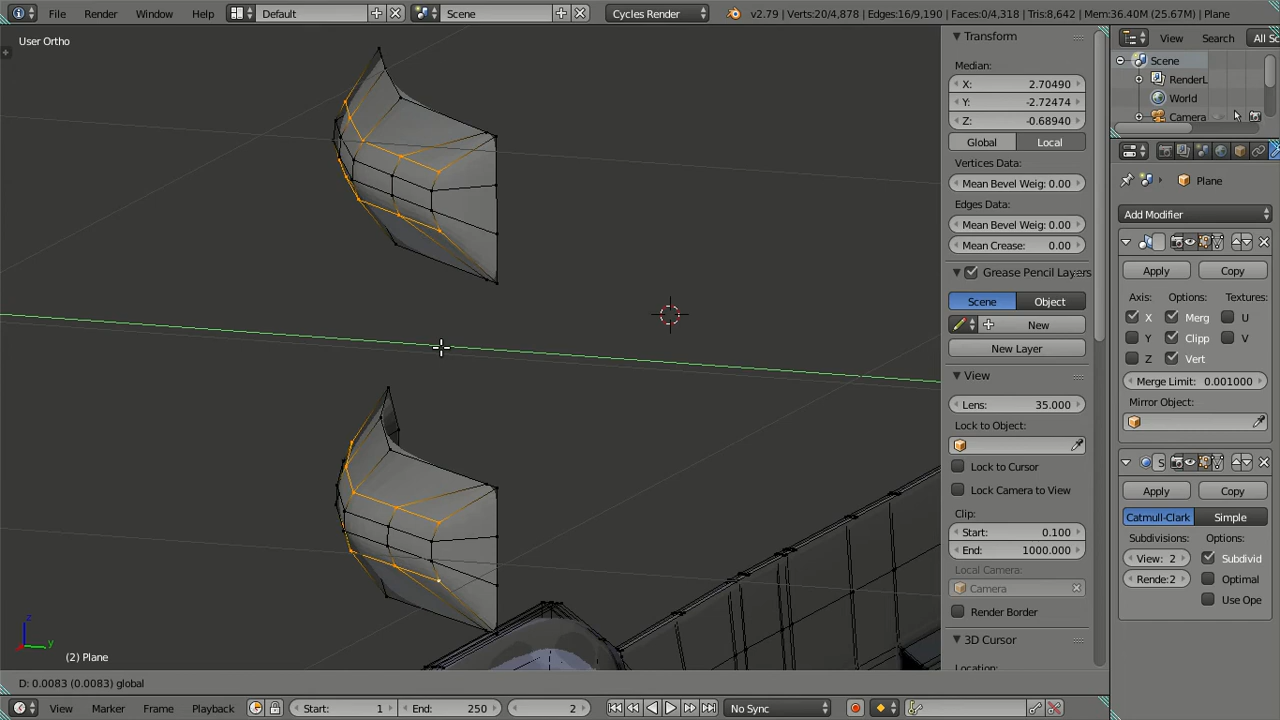 File Render Window Help Default Scene Cycles Render v2.79 | Verts:20/4,878 | Edges:16/9,190 | Faces:0/4,318 | Tris:8,642 | Mem:36.40M (25.67M) | Plane
User Ortho
Transform
Median:
X: 2.70490
Y: -2.72474
Z: -0.68940
Global Local
Vertices Data:
Mean Bevel Weig: 0.00
Edges Data:
Mean Bevel Weig: 0.00
Mean Crease: 0.00
Grease Pencil Layers
Scene Object
New
New Layer
View
Lens: 35.000
Lock to Object:
Lock to Cursor
Lock Camera to View
Clip:
Start: 0.100
End: 1000.000
Local Camera:
Camera
Render Border
3D Cursor
Location:
View Search All S
Scene
RenderL
World
Camera
Plane
Add Modifier
Apply Copy
Axis: Options: Textures:
X Merg U
Y Clipp V
Z Vert
Merge Limit: 0.001000
Mirror Object:
S
Apply Copy
Catmull-Clark Simple
Subdivisions: Options:
View: 2 Subdivid
Rende:2 Optimal
Use Ope
z
y
(2) Plane
D: 0.0083 (0.0083) global
View Marker Frame Playback Start: 1 End: 250 2 No Sync